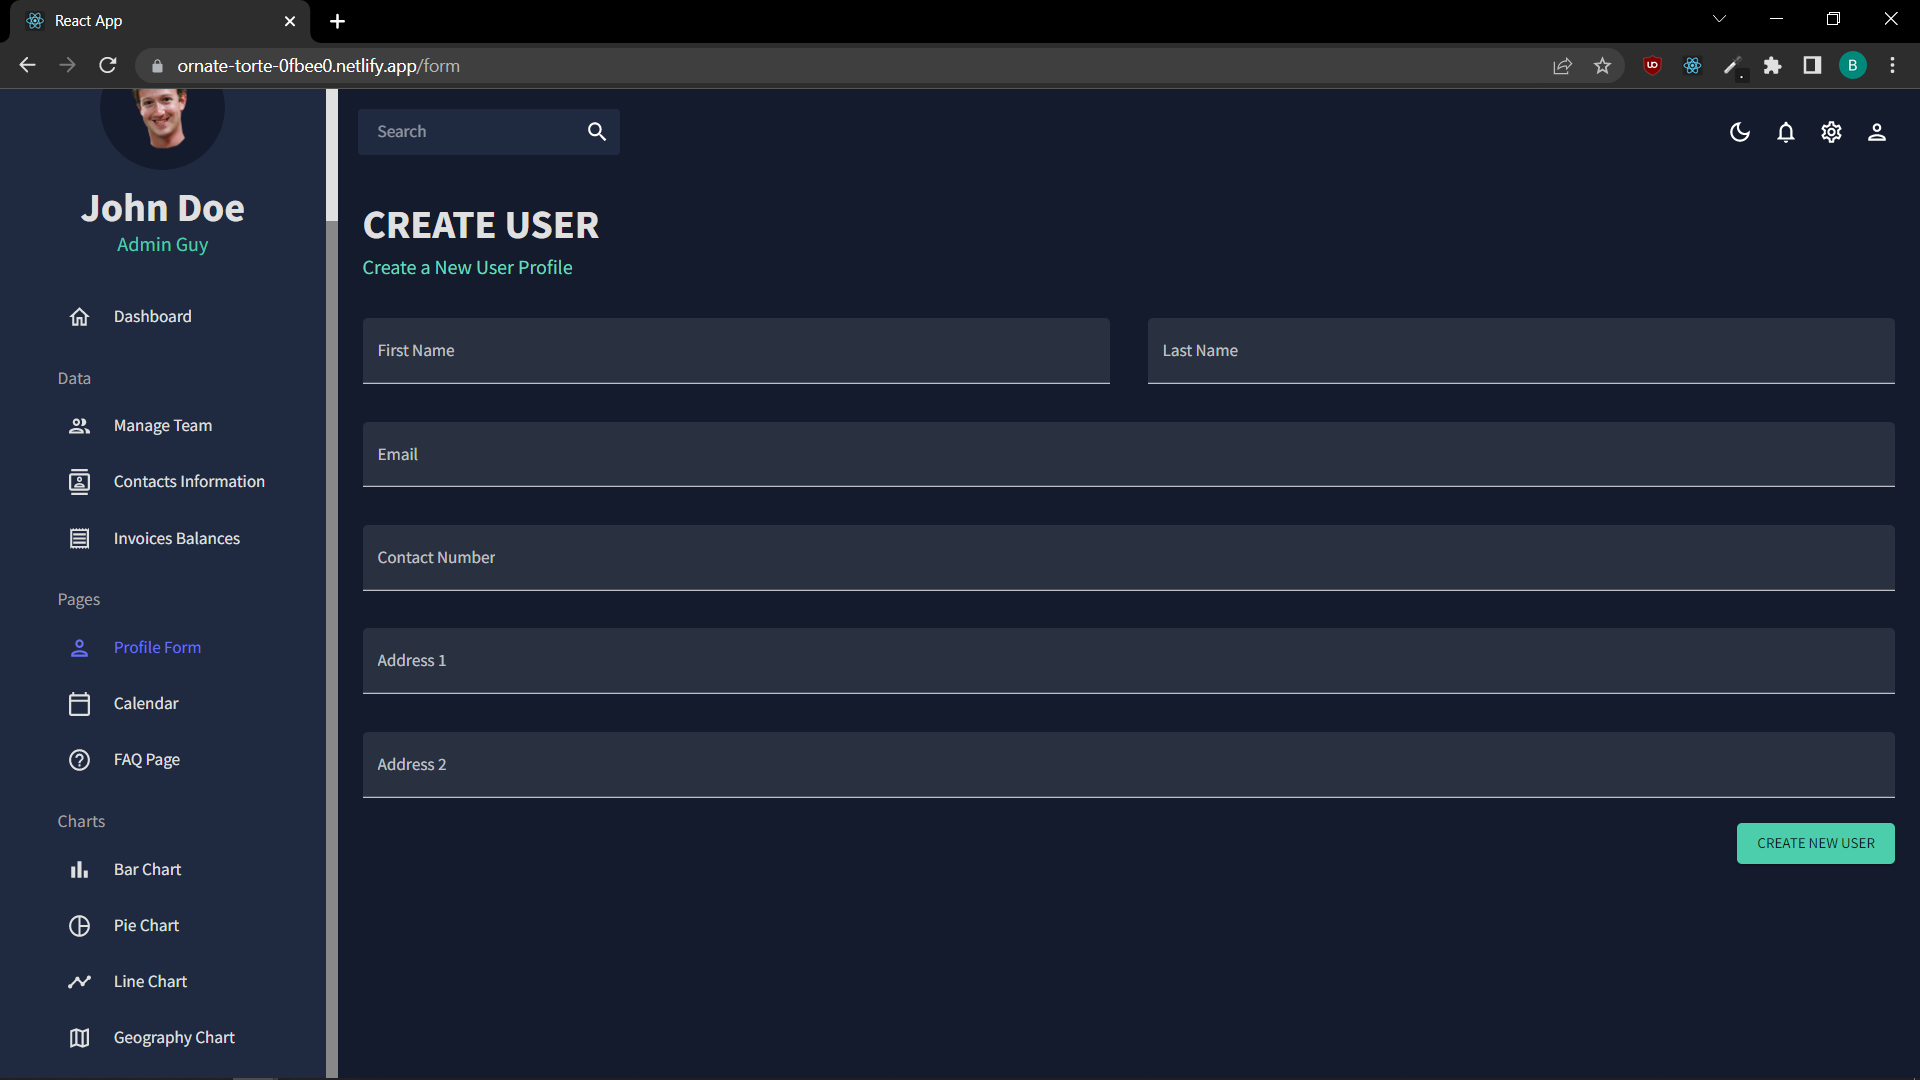 React App
ornate-torte-0fbee0.netlify.app/form
B
John Doe
Admin Guy
Dashboard
Data
Manage Team
Contacts Information
Invoices Balances
Pages
Profile Form
Calendar
FAQ Page
Charts
Bar Chart
Pie Chart
Line Chart
Geography Chart
Search
CREATE USER
Create a New User Profile
First Name
Last Name
Email
Contact Number
Address 1
Address 2
CREATE NEW USER